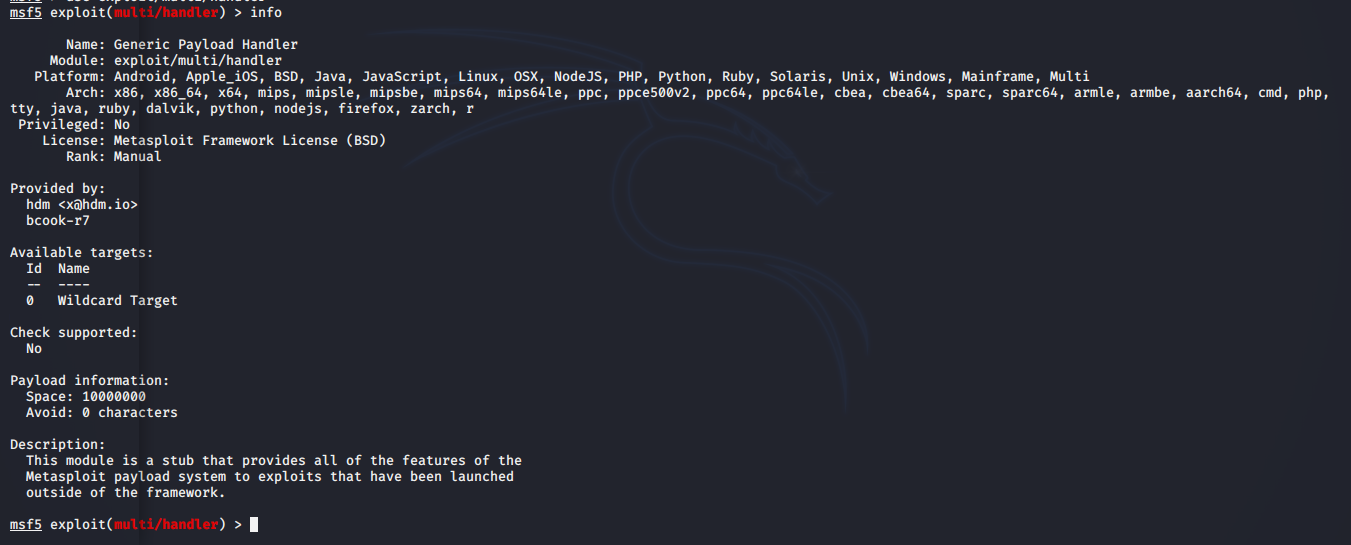 msf5 exploit(multi/handler) > info
Name: Generic Payload Handler
Module: exploit/multi/handler
Platform: Android, Apple_iOS, BSD, Java, JavaScript, Linux, OSX, NodeJS, PHP, Python, Ruby, Solaris, Unix, Windows, Mainframe, Multi
Arch: x86, x86_64, x64, mips, mipsle, mipsbe, mips64, mips64le, ppc, ppce500v2, ppc64, ppc64le, cbea, cbea64, sparc, sparc64, armle, armbe, aarch64, cmd, php,
tty, java, ruby, dalvik, python, nodejs, firefox, zarch, r
Privileged: No
License: Metasploit Framework License (BSD)
Rank: Manual
Provided by:
hdm <x@hdm.io>
bcook-r7
Available targets:
Id  Name
--  ----
0   Wildcard Target
Check supported:
No
Payload information:
Space: 10000000
Avoid: 0 characters
Description:
This module is a stub that provides all of the features of the
Metasploit payload system to exploits that have been launched
outside of the framework.
msf5 exploit(multi/handler) >